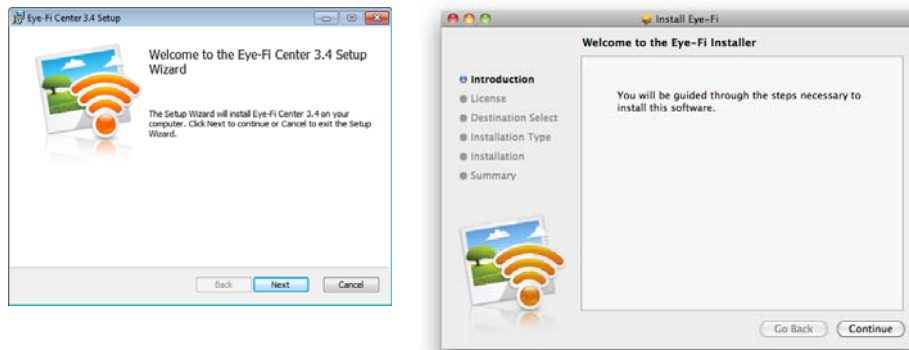 Eye-Fi Center 3.4 Setup
Welcome to the Eye-Fi Center 3.4 Setup
Wizard
The Setup Wizard will install Eye-Fi Center 3.4 on your
computer. Click Next to continue or Cancel to exit the Setup
Wizard.
Back Next Cancel
Install Eye-Fi
Welcome to the Eye-Fi Installer
Introduction
License
Destination Select
Installation Type
Installation
Summary
You will be guided through the steps necessary to
install this software.
Go Back Continue